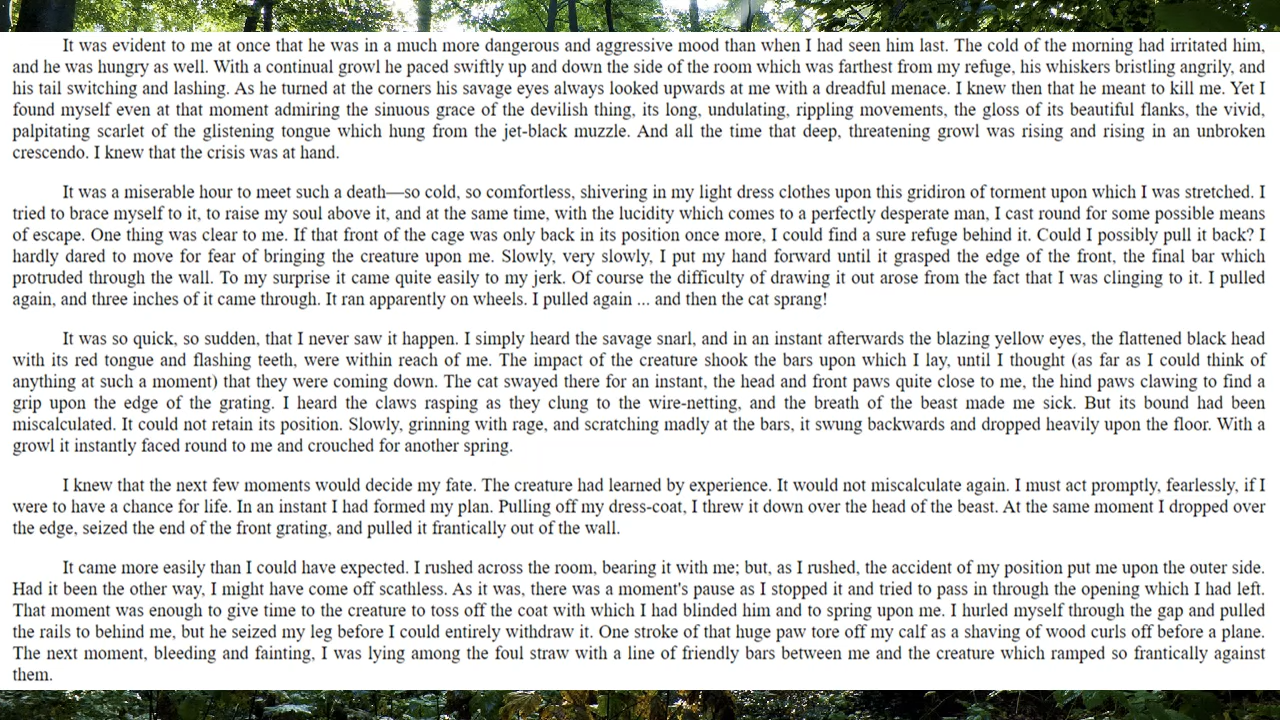 It was evident to me at once that he was in a much more dangerous and aggressive mood than when I had seen him last. The cold of the morning had irritated him,
and he was hungry as well. With a continual growl he paced swiftly up and down the side of the room which was farthest from my refuge, his whiskers bristling angrily, and
his tail switching and lashing. As he turned at the corners his savage eyes always looked upwards at me with a dreadful menace. I knew then that he meant to kill me. Yet I
found myself even at that moment admiring the sinuous grace of the devilish thing, its long, undulating, rippling movements, the gloss of its beautiful flanks, the vivid,
palpitating scarlet of the glistening tongue which hung from the jet-black muzzle. And all the time that deep, threatening growl was rising and rising in an unbroken
crescendo. I knew that the crisis was at hand.
It was a miserable hour to meet such a death—so cold, so comfortless, shivering in my light dress clothes upon this gridiron of torment upon which I was stretched. I
tried to brace myself to it, to raise my soul above it, and at the same time, with the lucidity which comes to a perfectly desperate man, I cast round for some possible means
of escape. One thing was clear to me. If that front of the cage was only back in its position once more, I could find a sure refuge behind it. Could I possibly pull it back? I
hardly dared to move for fear of bringing the creature upon me. Slowly, very slowly, I put my hand forward until it grasped the edge of the front, the final bar which
protruded through the wall. To my surprise it came quite easily to my jerk. Of course the difficulty of drawing it out arose from the fact that I was clinging to it. I pulled
again, and three inches of it came through. It ran apparently on wheels. I pulled again ... and then the cat sprang!
It was so quick, so sudden, that I never saw it happen. I simply heard the savage snarl, and in an instant afterwards the blazing yellow eyes, the flattened black head
with its red tongue and flashing teeth, were within reach of me. The impact of the creature shook the bars upon which I lay, until I thought (as far as I could think of
anything at such a moment) that they were coming down. The cat swayed there for an instant, the head and front paws quite close to me, the hind paws clawing to find a
grip upon the edge of the grating. I heard the claws rasping as they clung to the wire-netting, and the breath of the beast made me sick. But its bound had been
miscalculated. It could not retain its position. Slowly, grinning with rage, and scratching madly at the bars, it swung backwards and dropped heavily upon the floor. With a
growl it instantly faced round to me and crouched for another spring.
I knew that the next few moments would decide my fate. The creature had learned by experience. It would not miscalculate again. I must act promptly, fearlessly, if I
were to have a chance for life. In an instant I had formed my plan. Pulling off my dress-coat, I threw it down over the head of the beast. At the same moment I dropped over
the edge, seized the end of the front grating, and pulled it frantically out of the wall.
It came more easily than I could have expected. I rushed across the room, bearing it with me; but, as I rushed, the accident of my position put me upon the outer side.
Had it been the other way, I might have come off scathless. As it was, there was a moment's pause as I stopped it and tried to pass in through the opening which I had left.
That moment was enough to give time to the creature to toss off the coat with which I had blinded him and to spring upon me. I hurled myself through the gap and pulled
the rails to behind me, but he seized my leg before I could entirely withdraw it. One stroke of that huge paw tore off my calf as a shaving of wood curls off before a plane.
The next moment, bleeding and fainting, I was lying among the foul straw with a line of friendly bars between me and the creature which ramped so frantically against
them.